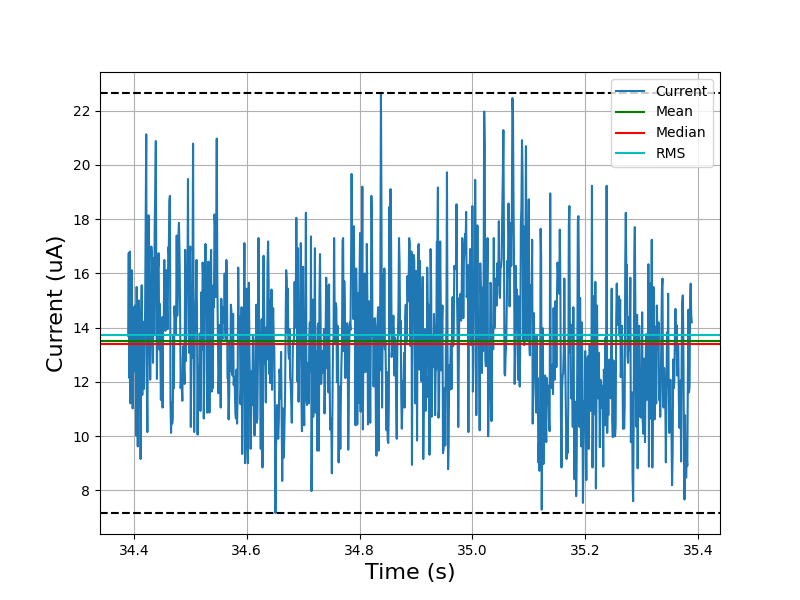 Current (uA)
22
20
18
16
14
12
10
8
34.4
34.6
34.8
35.0
35.2
35.4
Time (s)
Current
Mean
Median
RMS